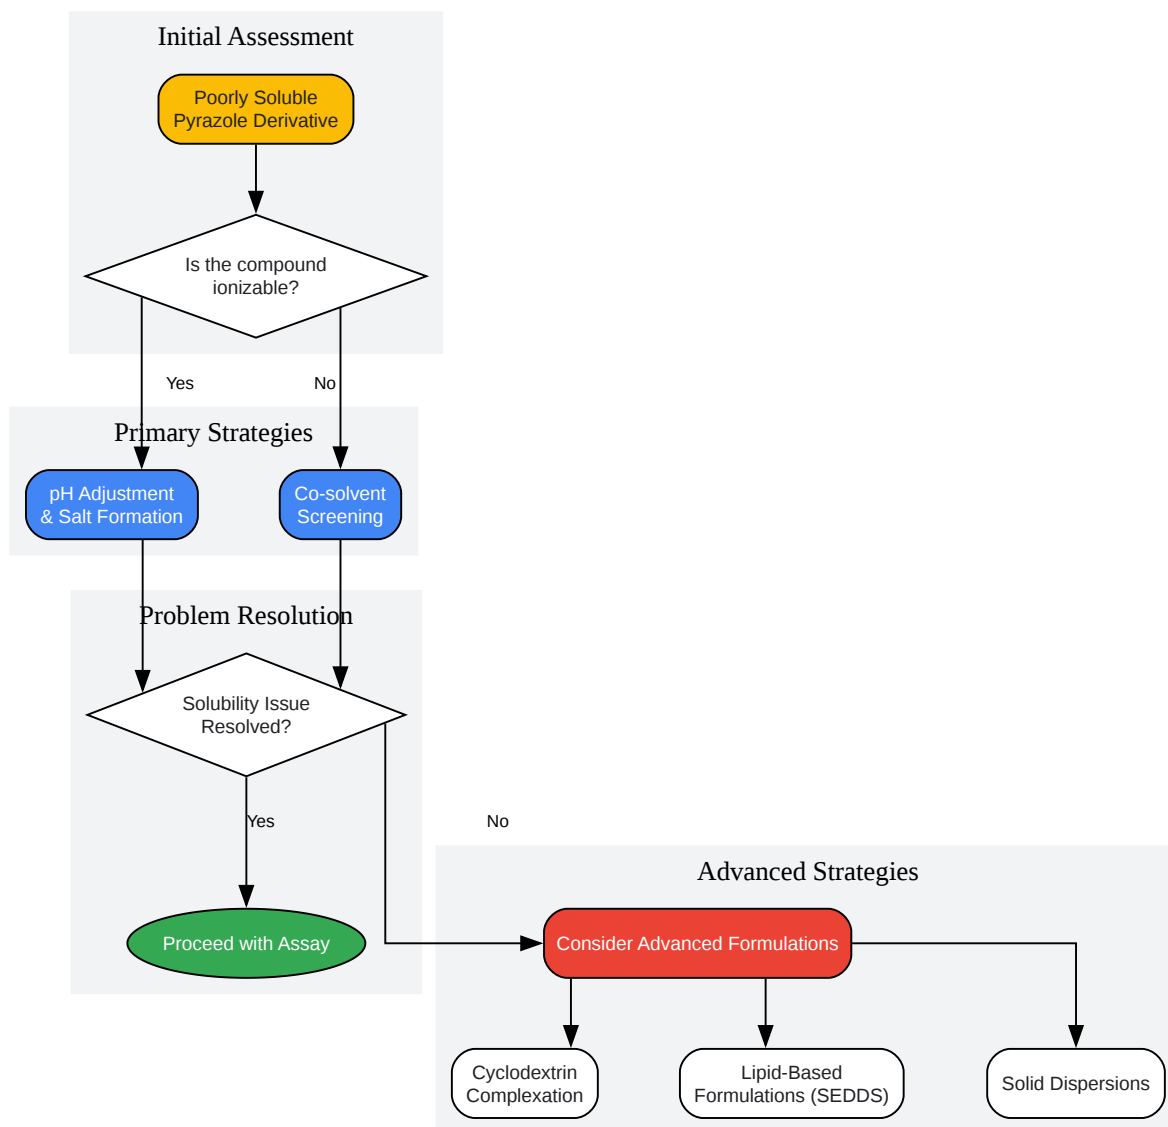 Initial Assessment
Poorly Soluble
Pyrazole Derivative
Is the compound
ionizable?
Yes
No
Primary Strategies
pH Adjustment
& Salt Formation
Co-solvent
Screening
Problem Resolution
Solubility Issue
Resolved?
Yes
No
Advanced Strategies
Proceed with Assay
Consider Advanced Formulations
Cyclodextrin
Complexation
Lipid-Based
Formulations (SEDDS)
Solid Dispersions